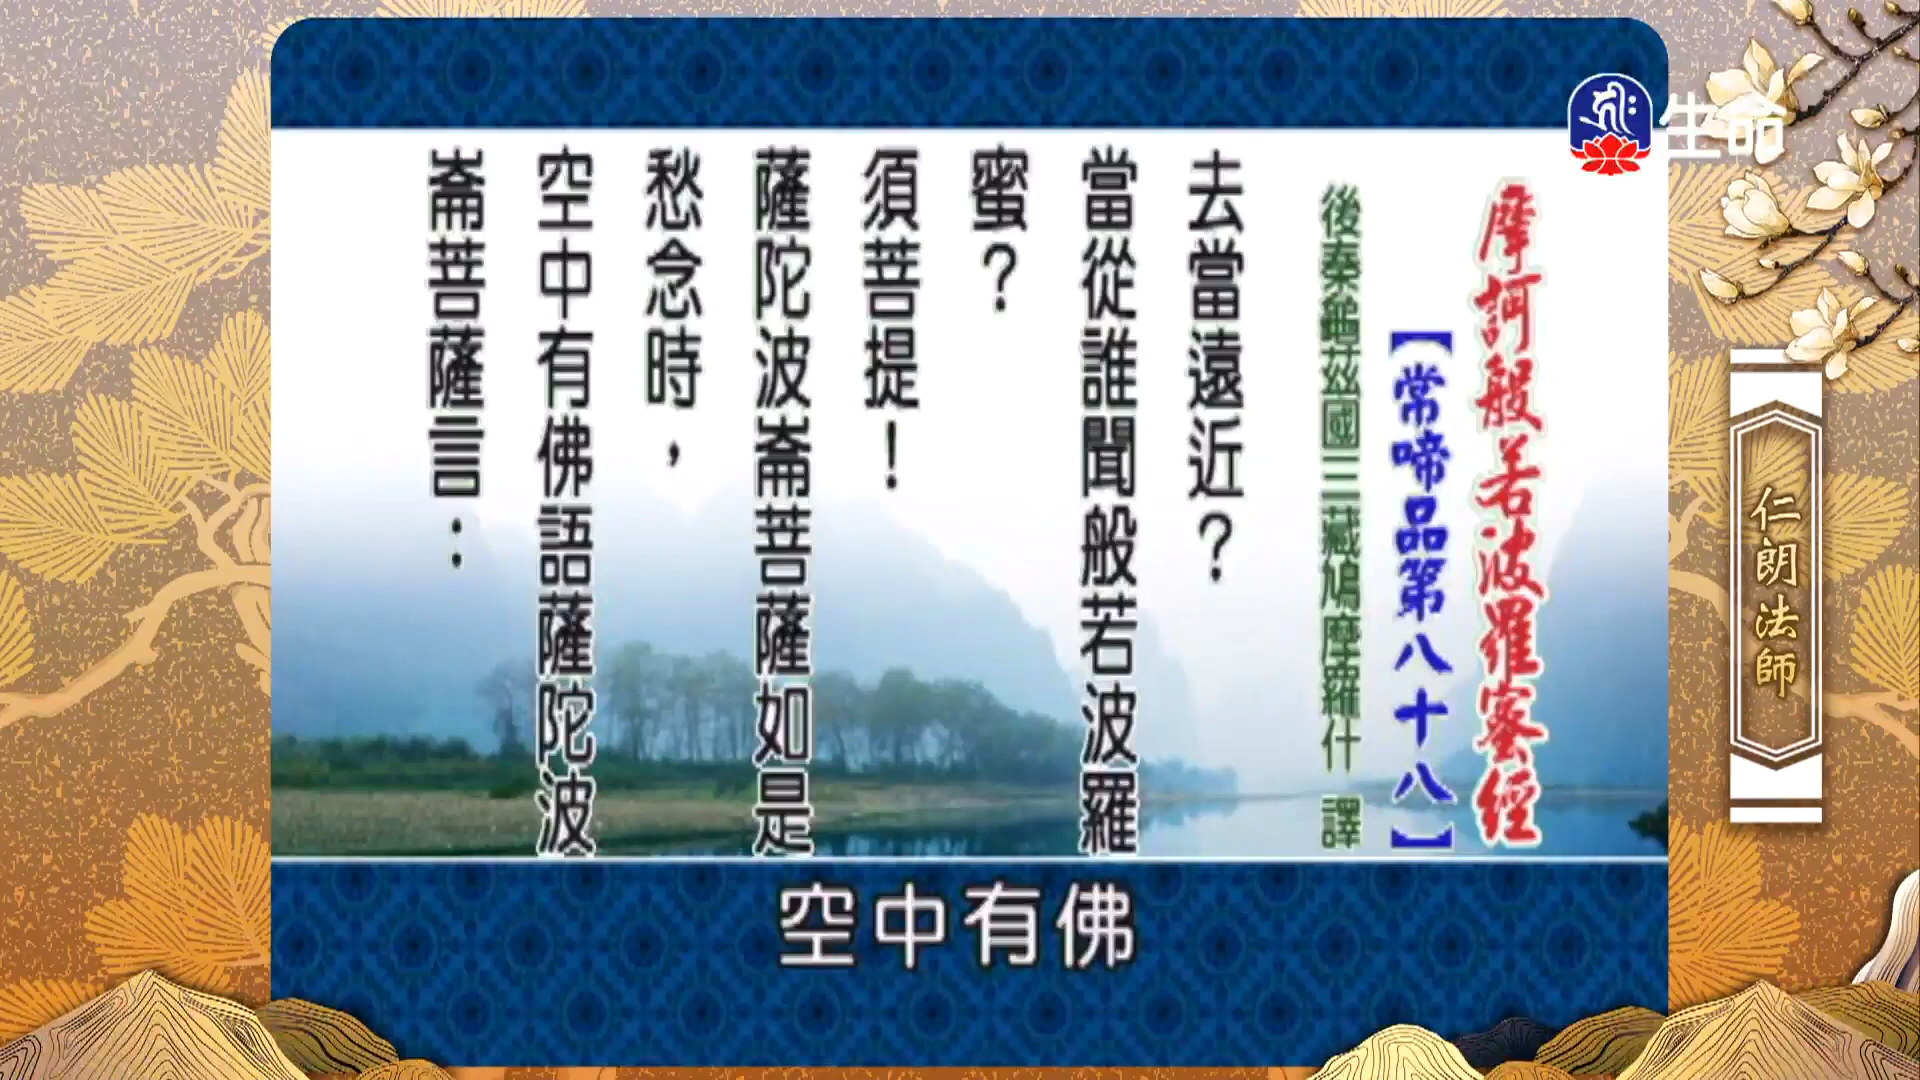 摩訶般若波羅蜜經
【常啼品第八十八】
後秦龜茲國三藏鳩摩羅什 譯
去當遠近？
當從誰聞般若波羅
蜜？
須菩提！
薩陀波崙菩薩如是
愁念時，
空中有佛語薩陀波
崙菩薩言：
空中有佛
生命
仁朗法師